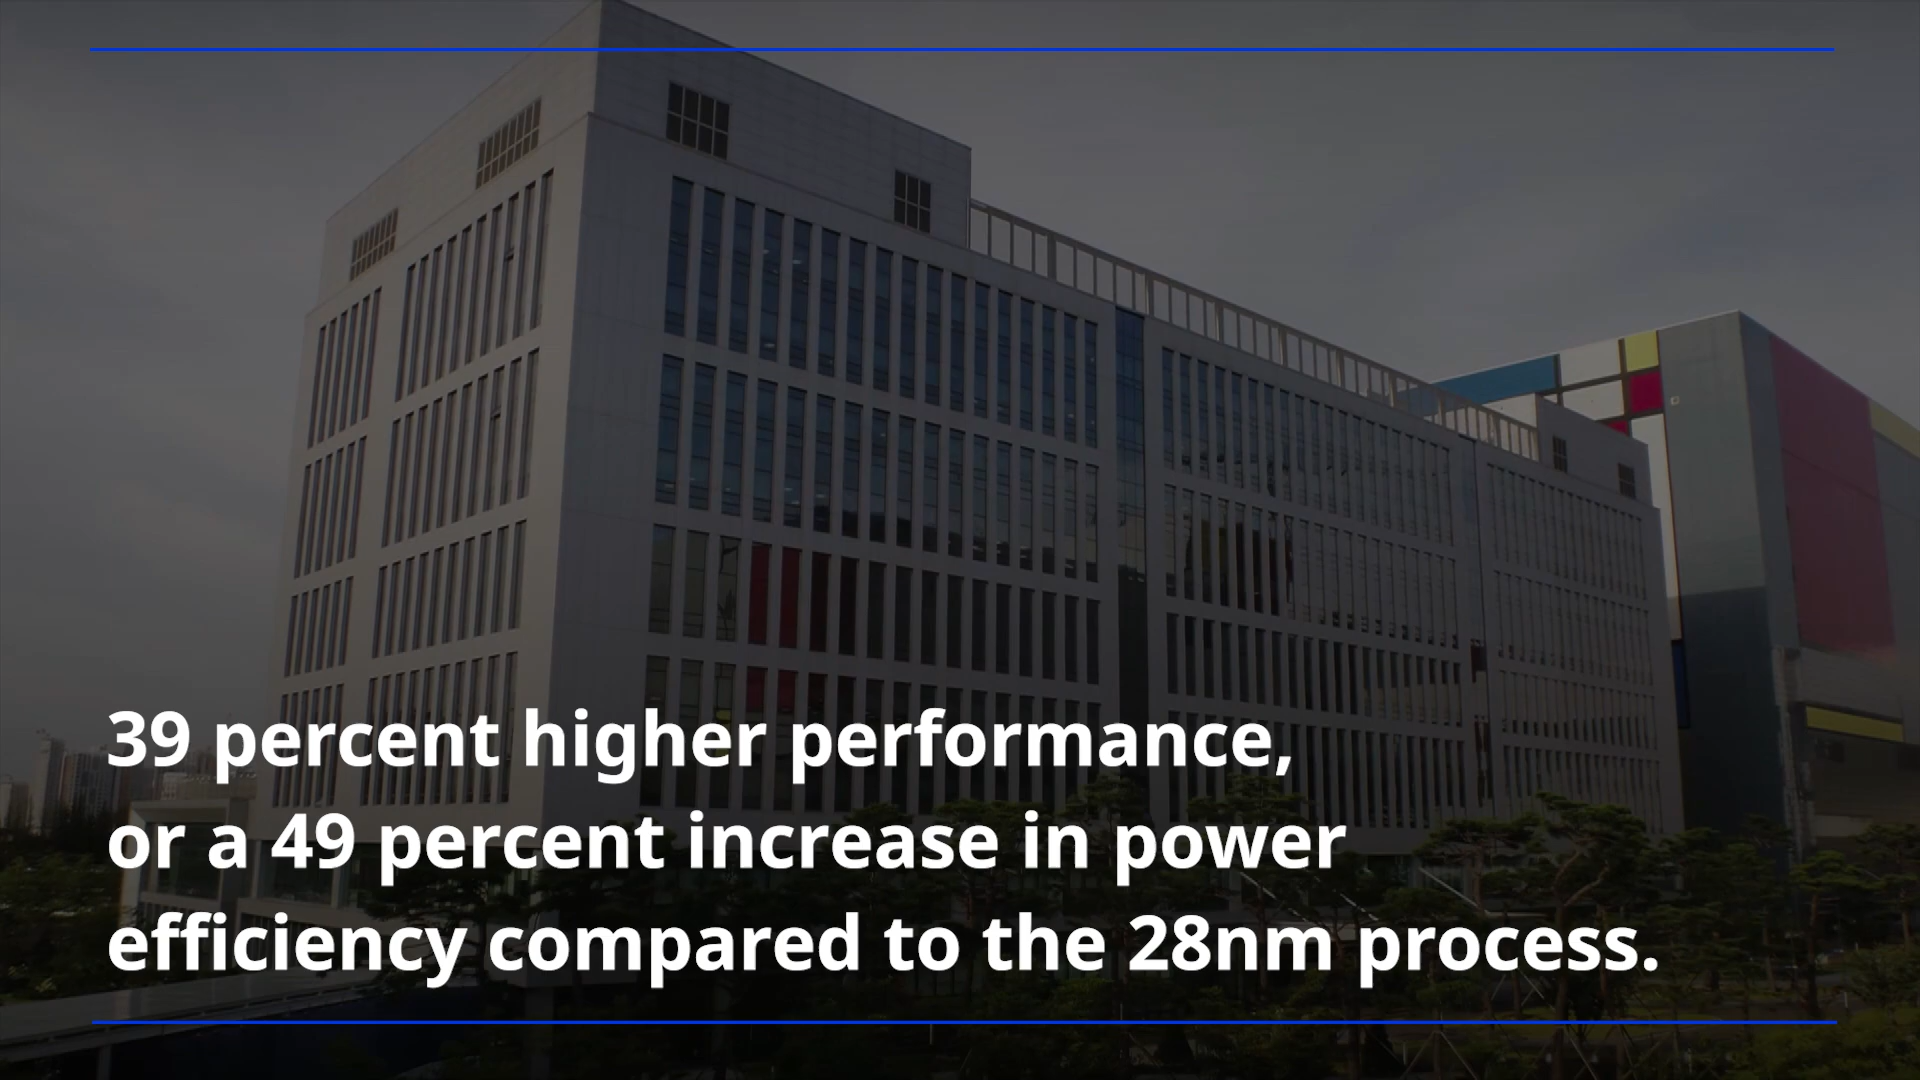 39 percent higher performance,
or a 49 percent increase in power
efficiency compared to the 28nm process.